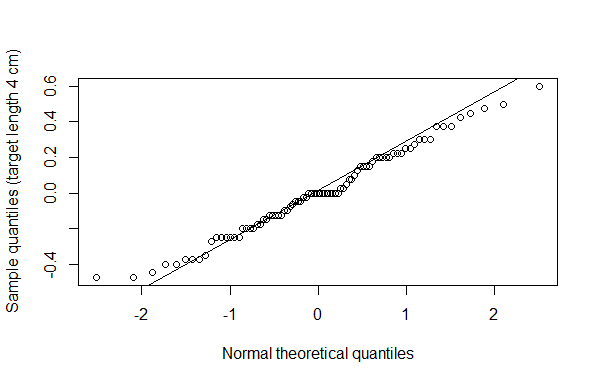 Sample quantiles (target length 4 cm)
0.6
0.4
0.2
0.0
-0.4
-2 -1 0 1 2
Normal theoretical quantiles